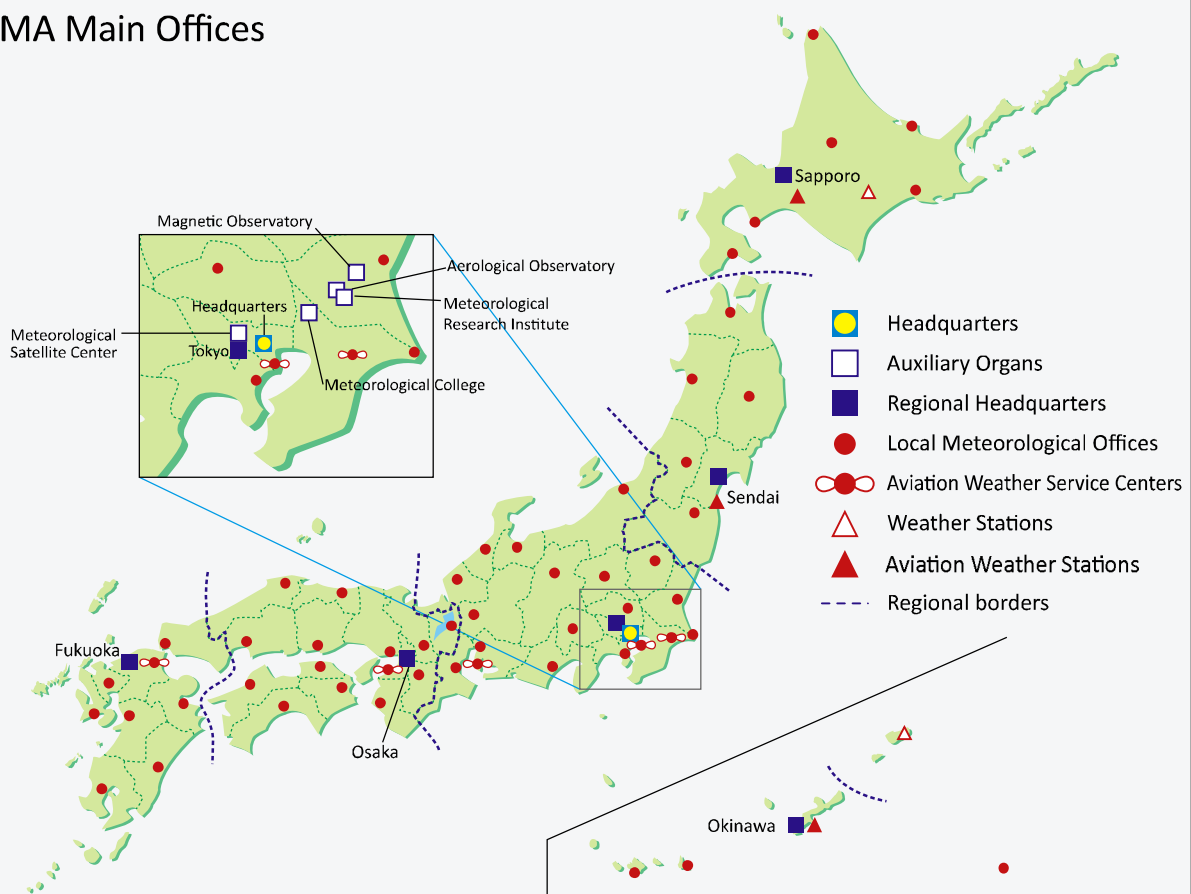 MA Main Offices
Sapporo
Magnetic Observatory
Aerological Observatory
Headquarters
Meteorological
Research Institute
Meteorological
Satellite Center
Tokyo
Meteorological College
Headquarters
Auxiliary Organs
Regional Headquarters
Local Meteorological Offices
Aviation Weather Service Centers
Weather Stations
Aviation Weather Stations
Regional borders
Sendai
Fukuoka
Osaka
Okinawa